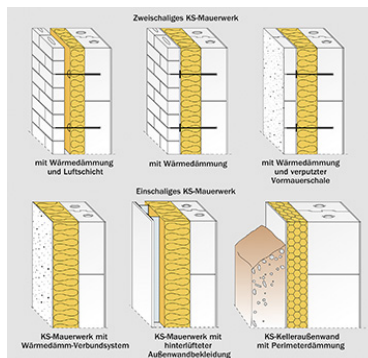 Zweischaliges KS-Mauerwerk
mit Wärmedämmung
und Luftschicht
mit Wärmedämmung
mit Wärmedämmung
und verputzter
Vormauerschale
Einschaliges KS-Mauerwerk
KS-Mauerwerk mit
Wärmedämm-Verbundsystem
KS-Mauerwerk mit
hinterlüfteter
Außenwandbekleidung
KS-Kelleraußenwand
mit Perimeterdämmung